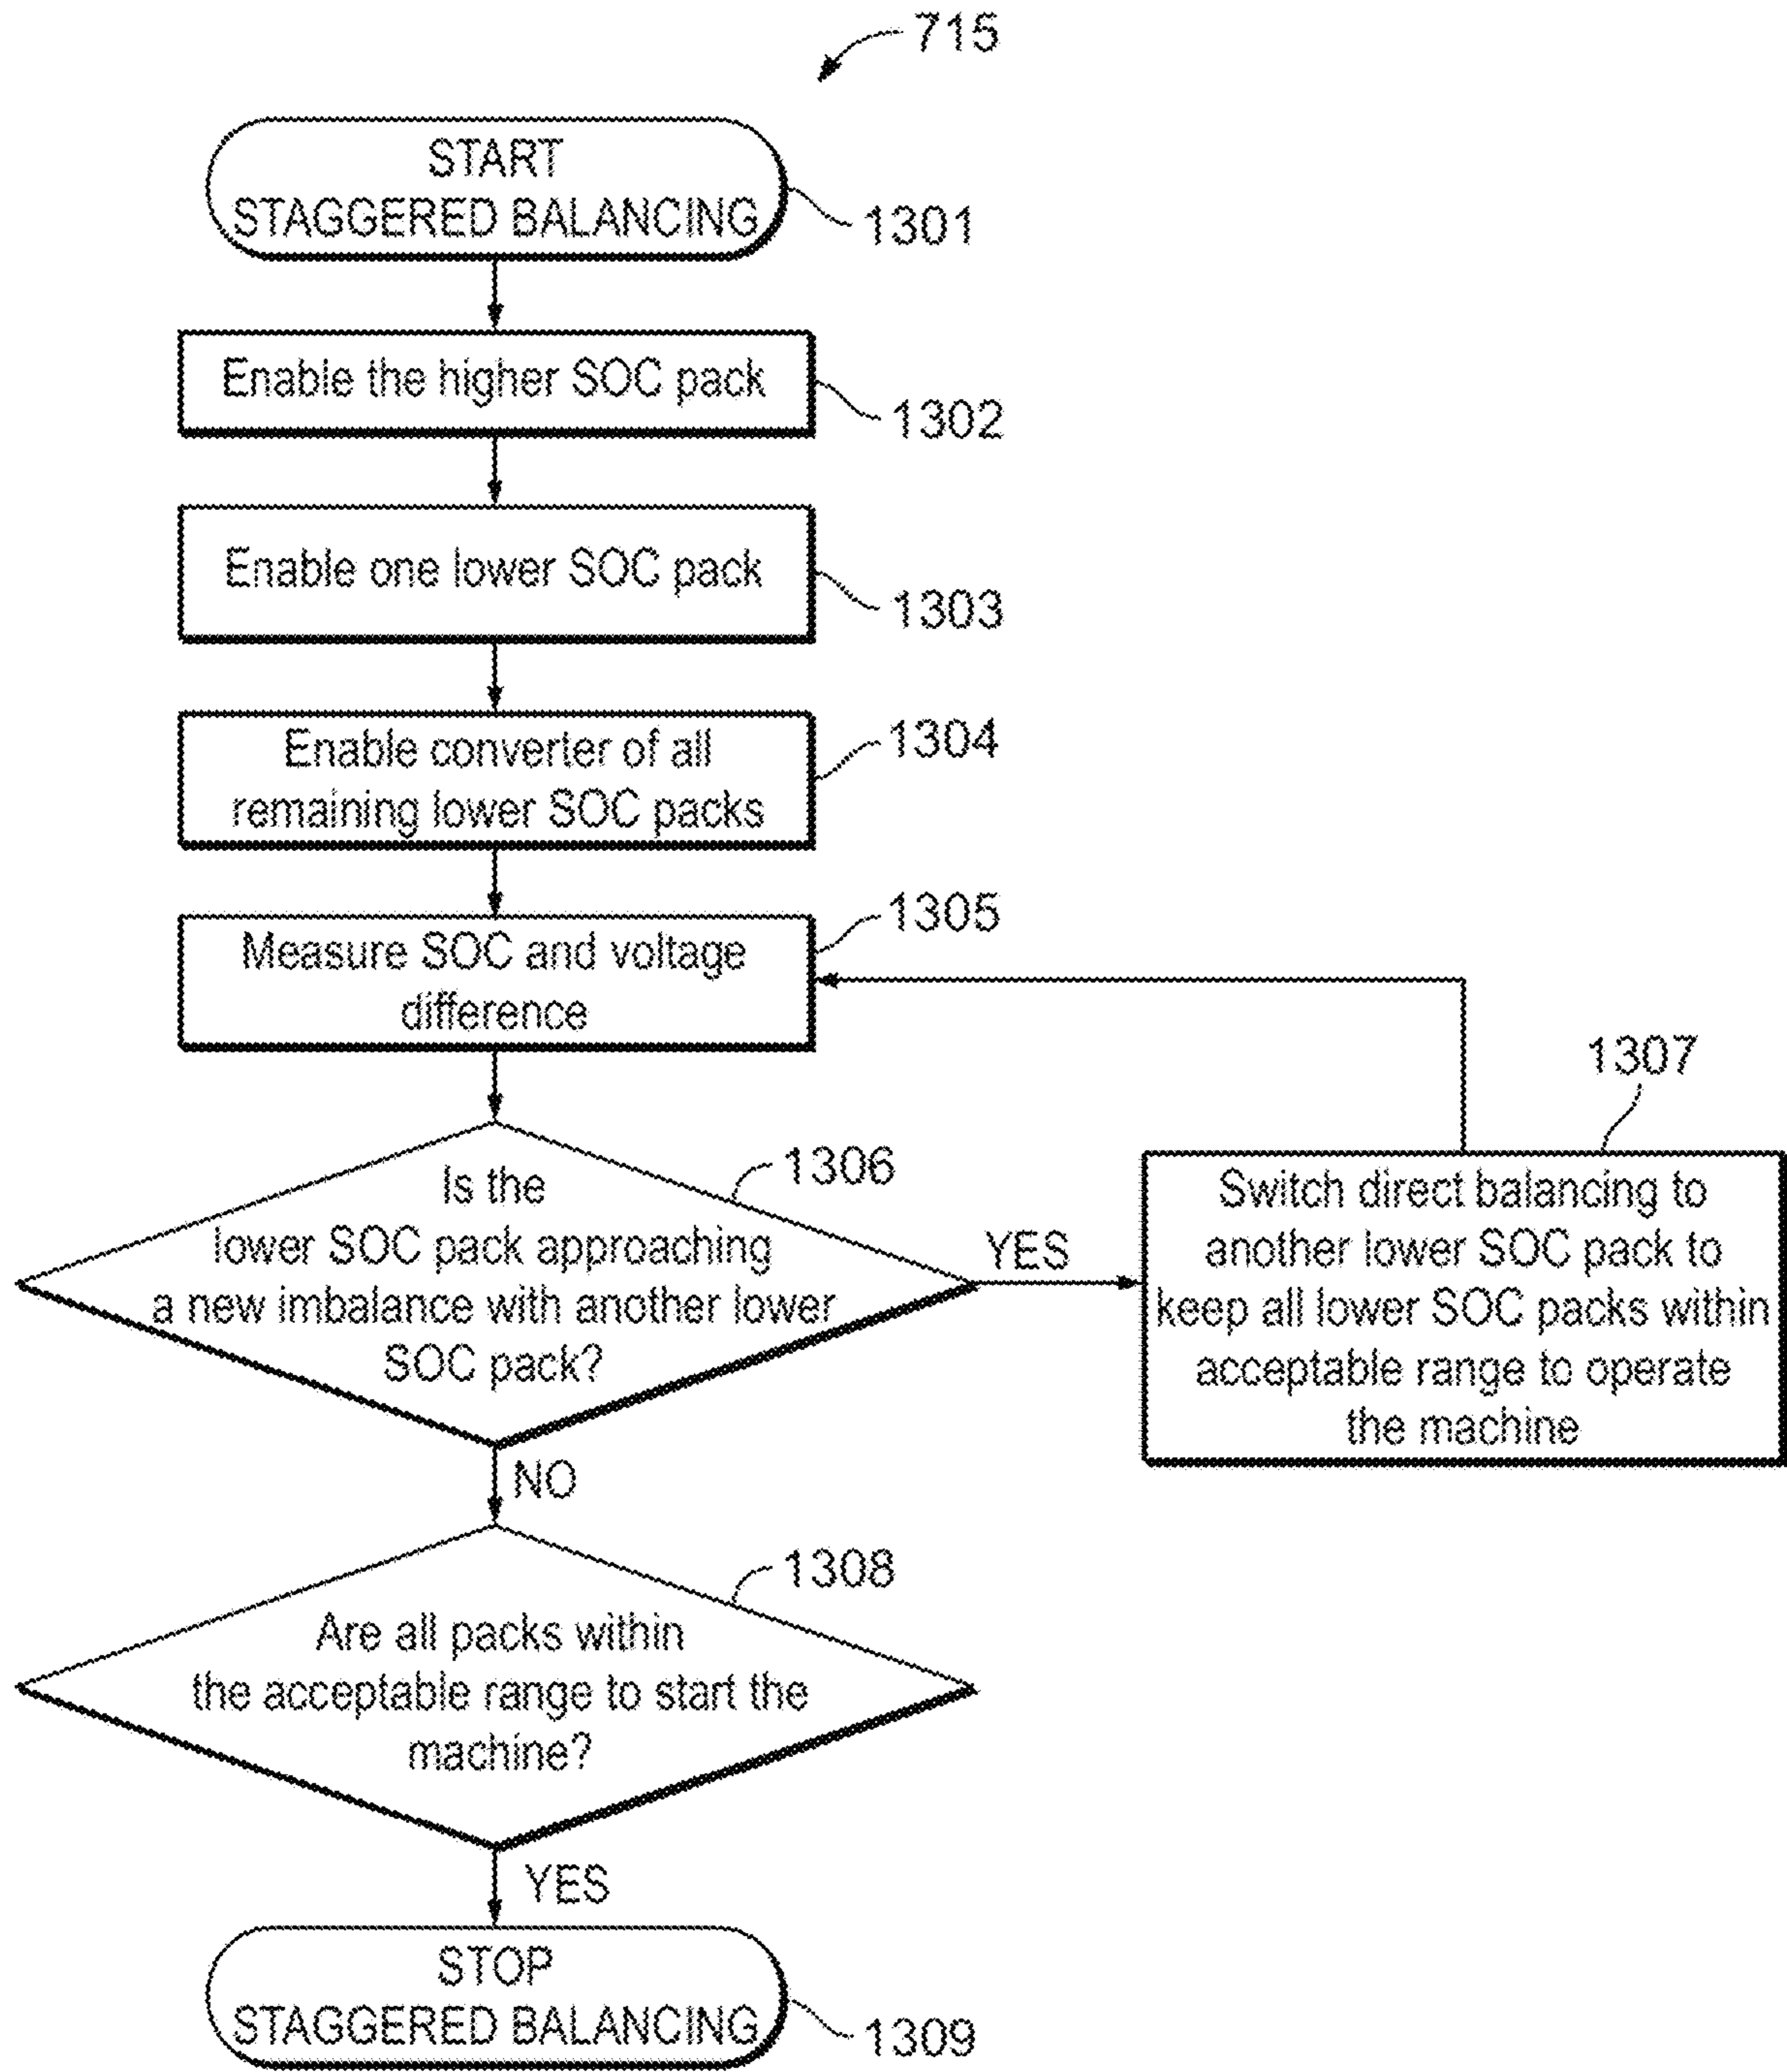 715
START
STAGGERED BALANCING
1301
Enable the higher SOC pack
1302
Enable one lower SOC pack
1303
Enable converter of all
remaining lower SOC packs
1304
Measure SOC and voltage
difference
1305
Is the
lower SOC pack approaching
a new imbalance with another lower
SOC pack?
1306
YES
Switch direct balancing to
another lower SOC pack to
keep all lower SOC packs within
acceptable range to operate
the machine
1307
NO
Are all packs within
the acceptable range to start the
machine?
1308
YES
STOP
STAGGERED BALANCING
1309